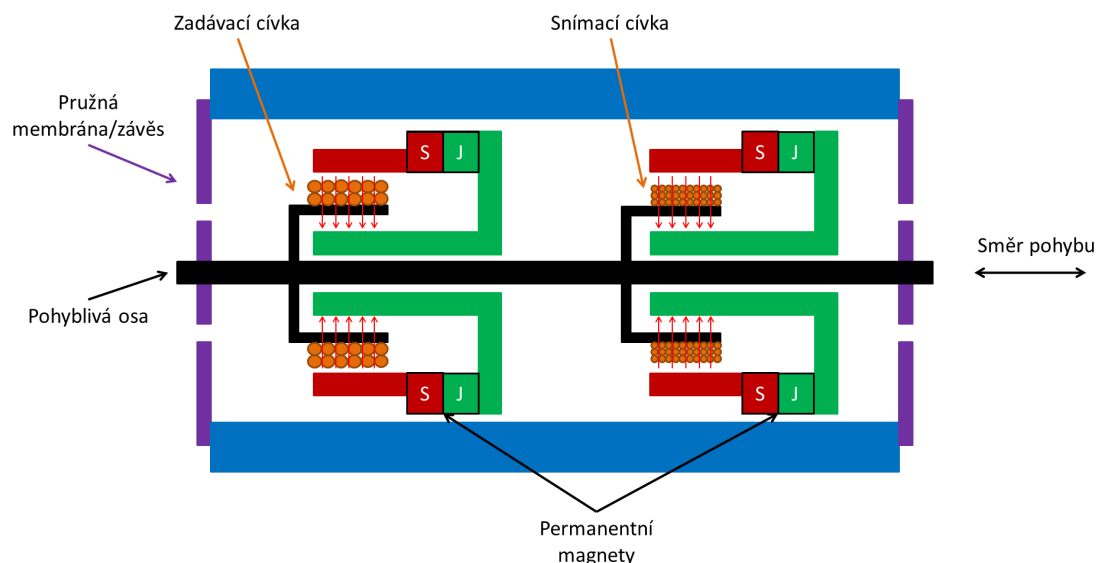 Zadávací cívka
Snímací cívka
Pružná
membrána/závěs
S J
S J
Směr pohybu
Pohyblivá osa
S J
S J
Permanentní
magnety